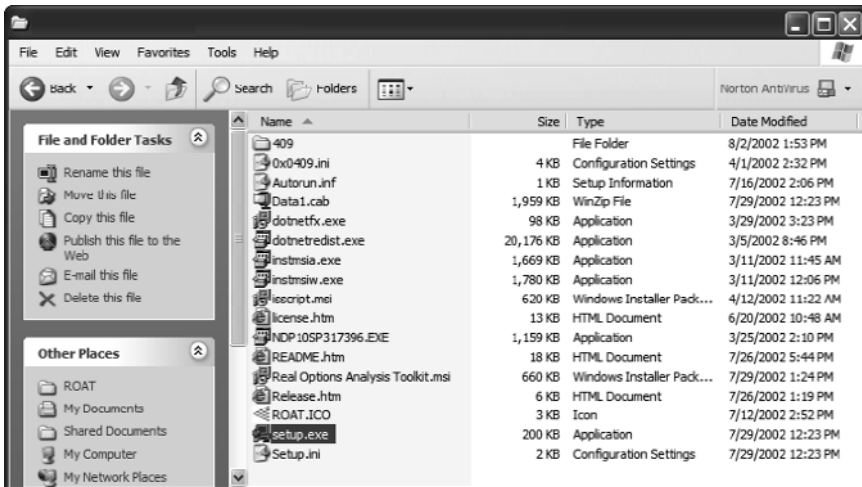 File Edit View Favorites Tools Help
Back Search Folders Norton AntiVirus
File and Folder Tasks
Rename this file
Move this file
Copy this file
Publish this file to the
Web
E-mail this file
Delete this file
Other Places
ROAT
My Documents
Shared Documents
My Computer
My Network Places
Name Size Type Date Modified
409 File Folder 8/2/2002 1:53 PM
0x0409.ini 4 KB Configuration Settings 4/1/2002 2:32 PM
Autorun.inf 1 KB Setup Information 7/16/2002 2:06 PM
Data1.cab 1,959 KB WinZip File 7/29/2002 12:23 PM
dotnetfx.exe 98 KB Application 3/29/2002 3:23 PM
dotnetredist.exe 20,176 KB Application 3/5/2002 8:46 PM
instmsia.exe 1,669 KB Application 3/11/2002 11:45 AM
instmsiw.exe 1,780 KB Application 3/11/2002 12:06 PM
isscript.msi 620 KB Windows Installer Pack... 4/12/2002 11:22 AM
license.htm 13 KB HTML Document 6/20/2002 10:48 AM
NDP10SP317396.EXE 1,159 KB Application 3/25/2002 2:10 PM
README.htm 18 KB HTML Document 7/26/2002 5:44 PM
Real Options Analysis Toolkit.msi 660 KB Windows Installer Pack... 7/29/2002 1:24 PM
Release.htm 6 KB HTML Document 7/26/2002 1:19 PM
ROAT.ICO 3 KB Icon 7/12/2002 2:52 PM
setup.exe 200 KB Application 7/29/2002 12:23 PM
Setup.ini 2 KB Configuration Settings 7/29/2002 12:23 PM